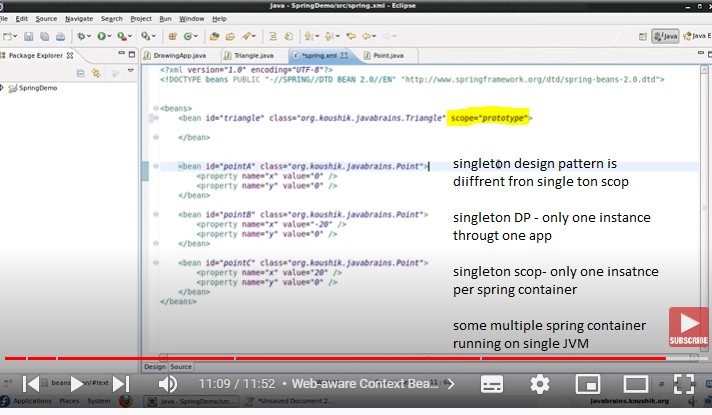 Java - SpringDemo/src/spring.xml - Eclipse
File Edit Source Navigate Search Project Run Window Help
Java
Java E
Package Explorer
DrawingApp.java
Triangle.java
*spring.xml
Point.java
SpringDemo
<?xml version="1.0" encoding="UTF-8"?>
<!DOCTYPE beans PUBLIC "-//SPRING//DTD BEAN 2.0//EN" "http://www.springframework.org/dtd/spring-beans-2.0.dtd">
<beans>
<bean id="triangle" class="org.koushik.javabrains.Triangle" scope="prototype">
</bean>
<bean id="pointA" class="org.koushik.javabrains.Point">
<property name="x" value="0" />
<property name="y" value="0" />
</bean>
<bean id="pointB" class="org.koushik.javabrains.Point">
<property name="x" value="-20" />
<property name="y" value="0" />
</bean>
<bean id="pointC" class="org.koushik.javabrains.Point">
<property name="x" value="20" />
<property name="y" value="0" />
</bean>
</beans>
singleton design pattern is
diiffrent fron single ton scop
singleton DP - only one instance
througt one app
singleton scop- only one insatnce
per spring container
some multiple spring container
running on single JVM
SUBSCRIBE
Design Source
11:09 / 11:52 • Web-aware Context Bea...
javabrains.koushik.org
Applications Places System
Java - SpringDemo/src...
*Unsaved Document 2...